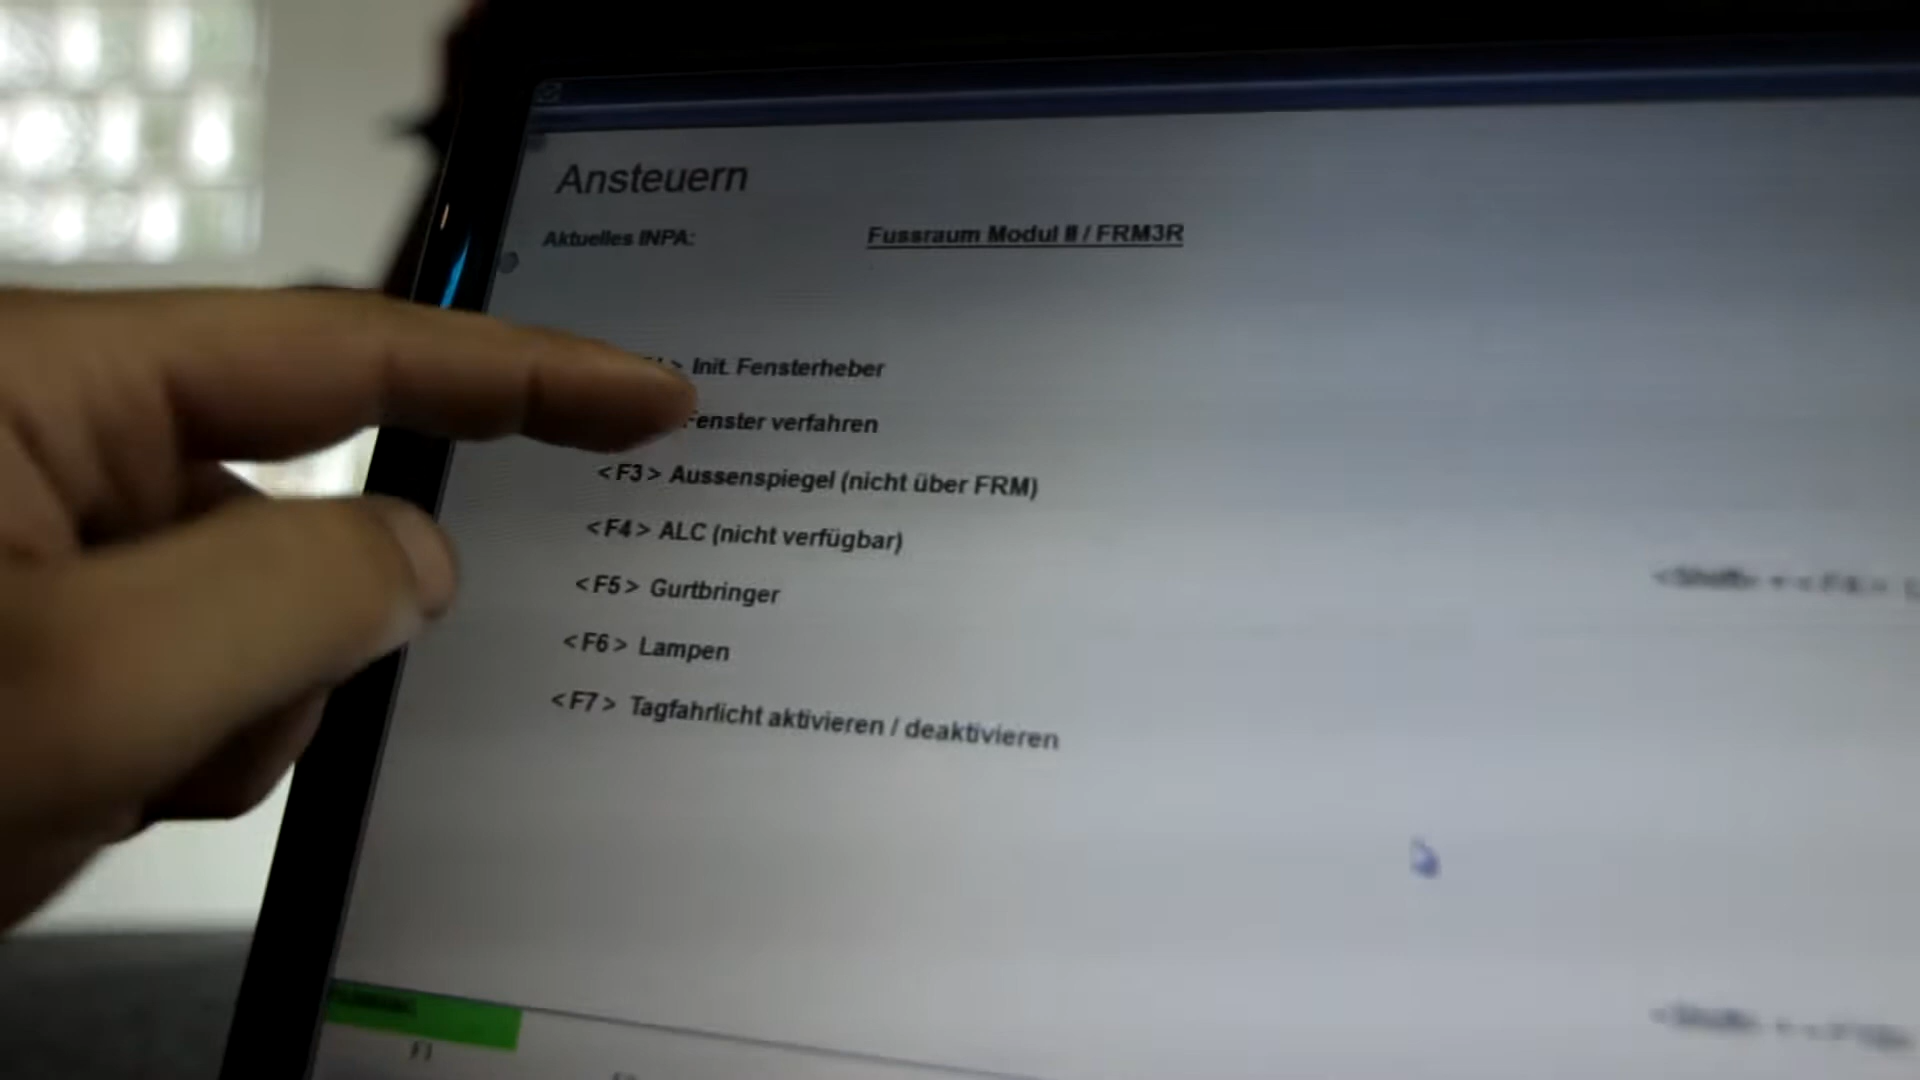 Ansteuern
Aktuelles INPA: Fussraum Modul II / FRM3R
> Init. Fensterheber
Fenster verfahren
< F3 > Aussenspiegel (nicht über FRM)
< F4 > ALC (nicht verfügbar)
< F5 > Gurtbringer
< F6 > Lampen
< F7 > Tagfahrlicht aktivieren / deaktivieren
F1